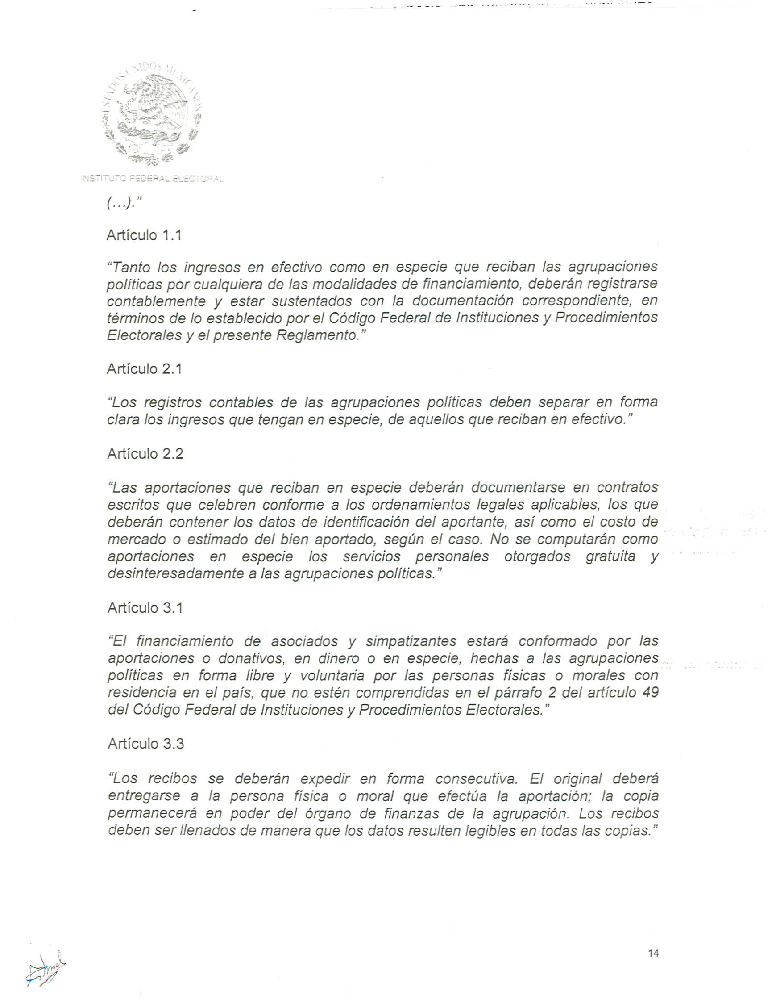 ESTADOS UNIDOS MEXICANOS
INSTITUTO FEDERAL ELECTORAL
(...)."
Artículo 1.1
“Tanto los ingresos en efectivo como en especie que reciban las agrupaciones
políticas por cualquiera de las modalidades de financiamiento, deberán registrarse
contablemente y estar sustentados con la documentación correspondiente, en
términos de lo establecido por el Código Federal de Instituciones y Procedimientos
Electorales y el presente Reglamento.”
Artículo 2.1
“Los registros contables de las agrupaciones políticas deben separar en forma
clara los ingresos que tengan en especie, de aquellos que reciban en efectivo.”
Artículo 2.2
“Las aportaciones que reciban en especie deberán documentarse en contratos
escritos que celebren conforme a los ordenamientos legales aplicables, los que
deberán contener los datos de identificación del aportante, así como el costo de
mercado o estimado del bien aportado, según el caso. No se computarán como
aportaciones en especie los servicios personales otorgados gratuita y
desinteresadamente a las agrupaciones políticas.”
Artículo 3.1
“El financiamiento de asociados y simpatizantes estará conformado por las
aportaciones o donativos, en dinero o en especie, hechas a las agrupaciones
políticas en forma libre y voluntaria por las personas físicas o morales con
residencia en el país, que no estén comprendidas en el párrafo 2 del artículo 49
del Código Federal de Instituciones y Procedimientos Electorales.”
Artículo 3.3
“Los recibos se deberán expedir en forma consecutiva. El original deberá
entregarse a la persona física o moral que efectúa la aportación; la copia
permanecerá en poder del órgano de finanzas de la agrupación. Los recibos
deben ser llenados de manera que los datos resulten legibles en todas las copias.”
14